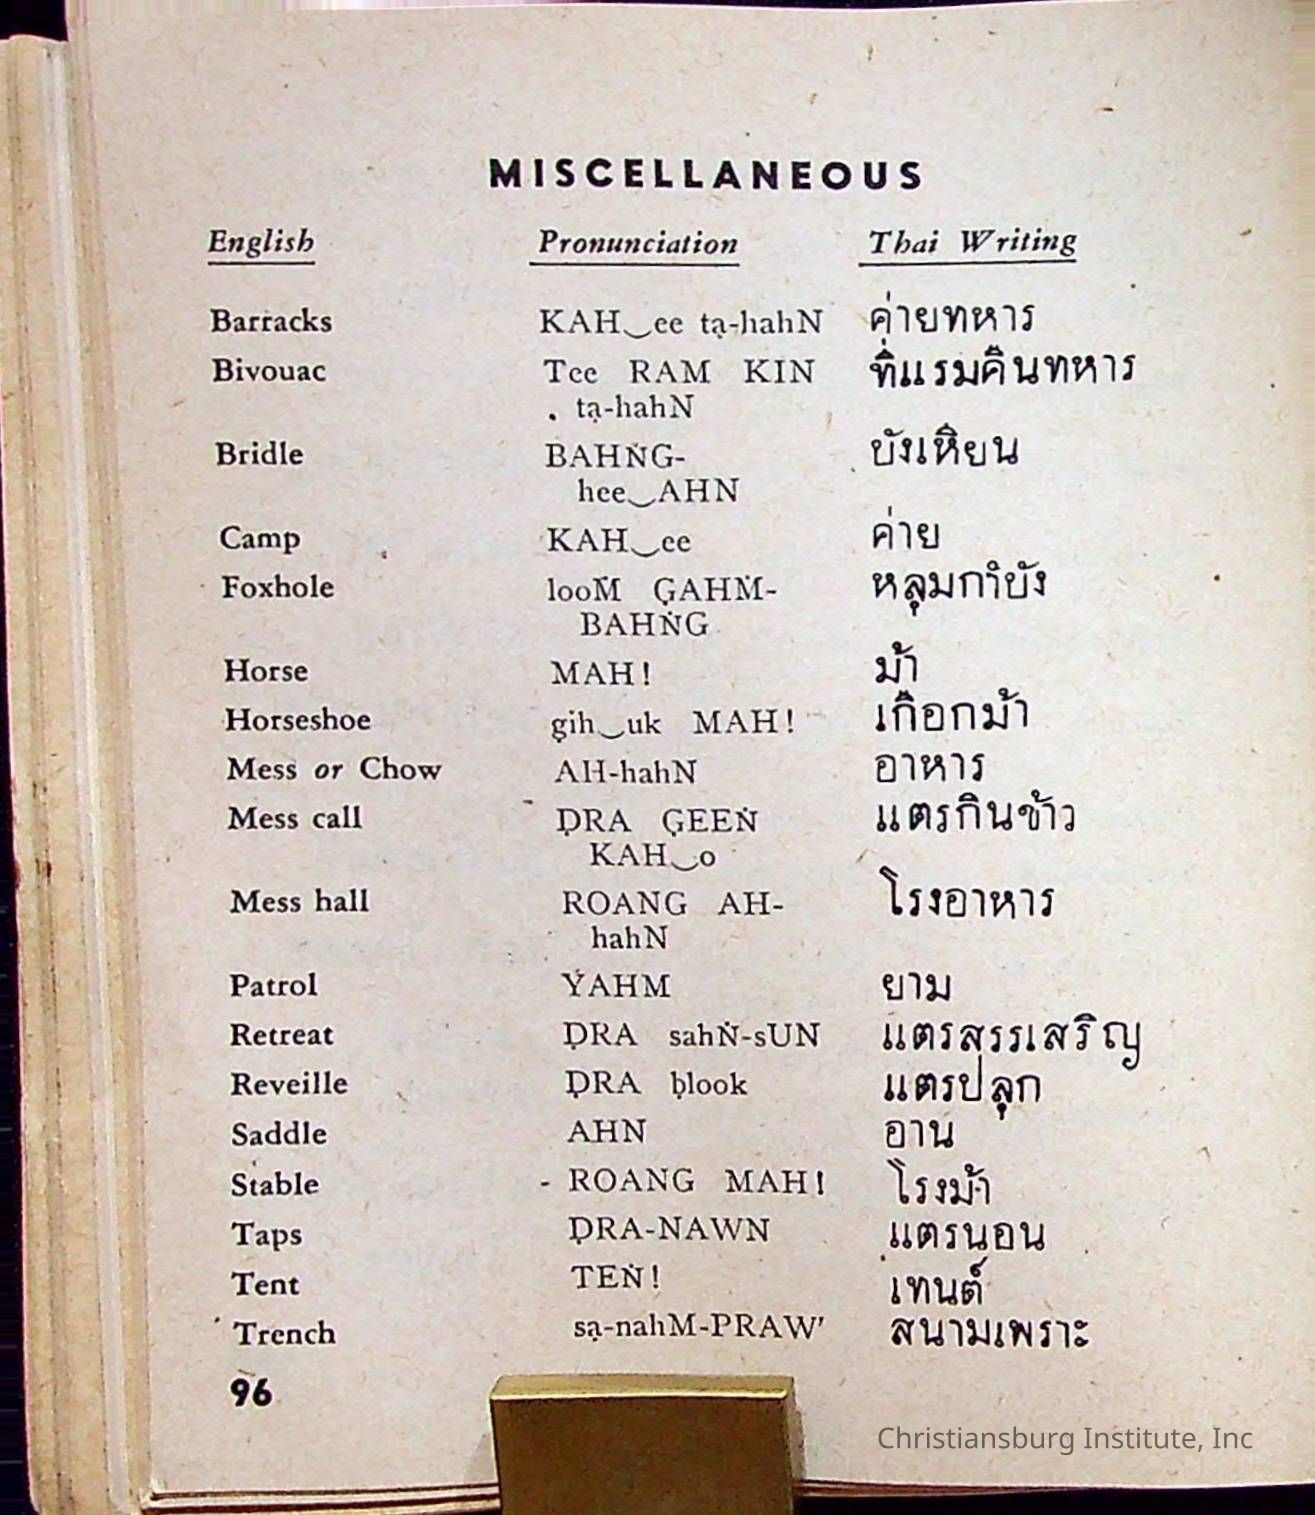 MISCELLANEOUS
English Pronunciation Thai Writing
Barracks KAH‿ee tạ-hahN ค่ายทหาร
Bivouac Tee RAM KIN ที่แรมคืนทหาร
tạ-hahN
Bridle BAHṄG- บังเหียน
hee‿AHN
Camp KAH‿ee ค่าย
Foxhole looṀ G̣AHṀ- หลุมกำบัง
BAHṄG
Horse MAH! ม้า
Horseshoe g̣ih‿uk MAH! เกือกม้า
Mess or Chow AH-hahN อาหาร
Mess call ḌRA G̣EEṄ แตรกินข้าว
KAH‿o
Mess hall ROANG AH- โรงอาหาร
hahN
Patrol YAHM ยาม
Retreat ḌRA sahṄ-sUN แตรสรรเสริญ
Reveille ḌRA ḅlook แตรปลุก
Saddle AHN อาน
Stable ROANG MAH! โรงม้า
Taps ḌRA-NAWN แตรนอน
Tent TEṄ! เทนต์
Trench sạ-nahM-PRAW' สนามเพราะ
96
Christiansburg Institute, Inc